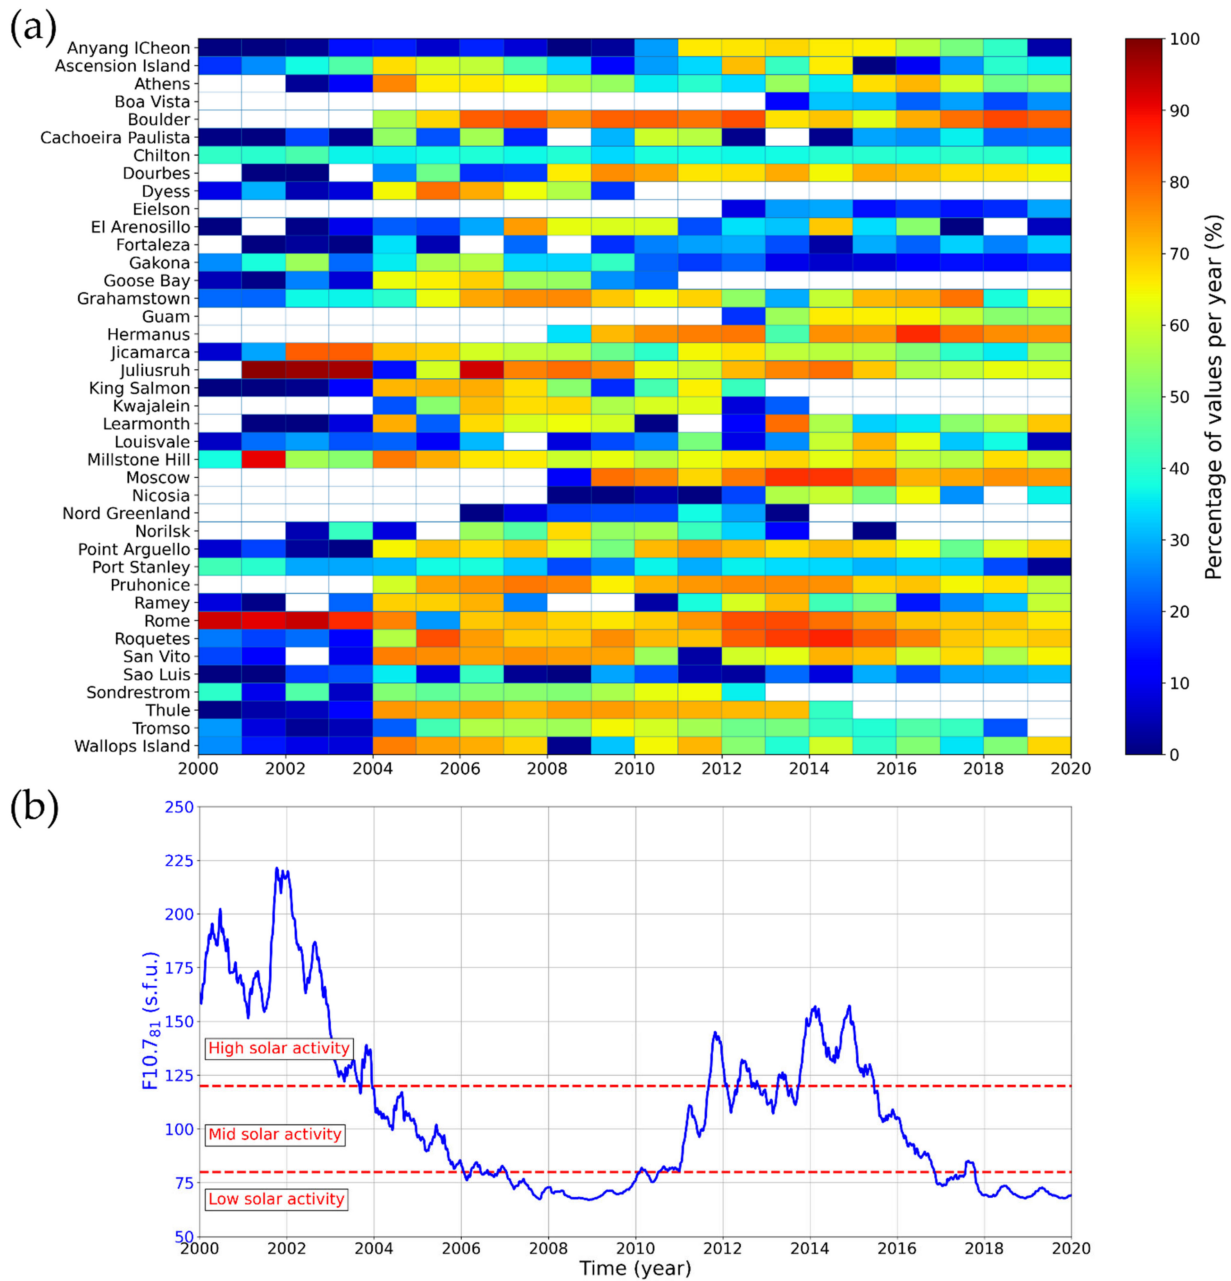 (a)
Anyang ICheon
Ascension Island
Athens
Boa Vista
Boulder
Cachoeira Paulista
Chilton
Dourbes
Dyess
Eielson
El Arenosillo
Fortaleza
Gakona
Goose Bay
Grahamstown
Guam
Hermanus
Jicamarca
Juliusruh
King Salmon
Kwajalein
Learmonth
Louisvale
Millstone Hill
Moscow
Nicosia
Nord Greenland
Norilsk
Point Arguello
Port Stanley
Pruhonice
Ramey
Rome
Roquetes
San Vito
Sao Luis
Sondrestrom
Thule
Tromso
Wallops Island
2000 2002 2004 2006 2008 2010 2012 2014 2016 2018 2020
100
90
80
70
60
50
40
30
20
10
0
Percentage of values per year (%)
(b)
250
225
200
175
150
125
100
75
50
F10.7₈₁ (s.f.u.)
High solar activity
Mid solar activity
Low solar activity
2000 2002 2004 2006 2008 2010 2012 2014 2016 2018 2020
Time (year)